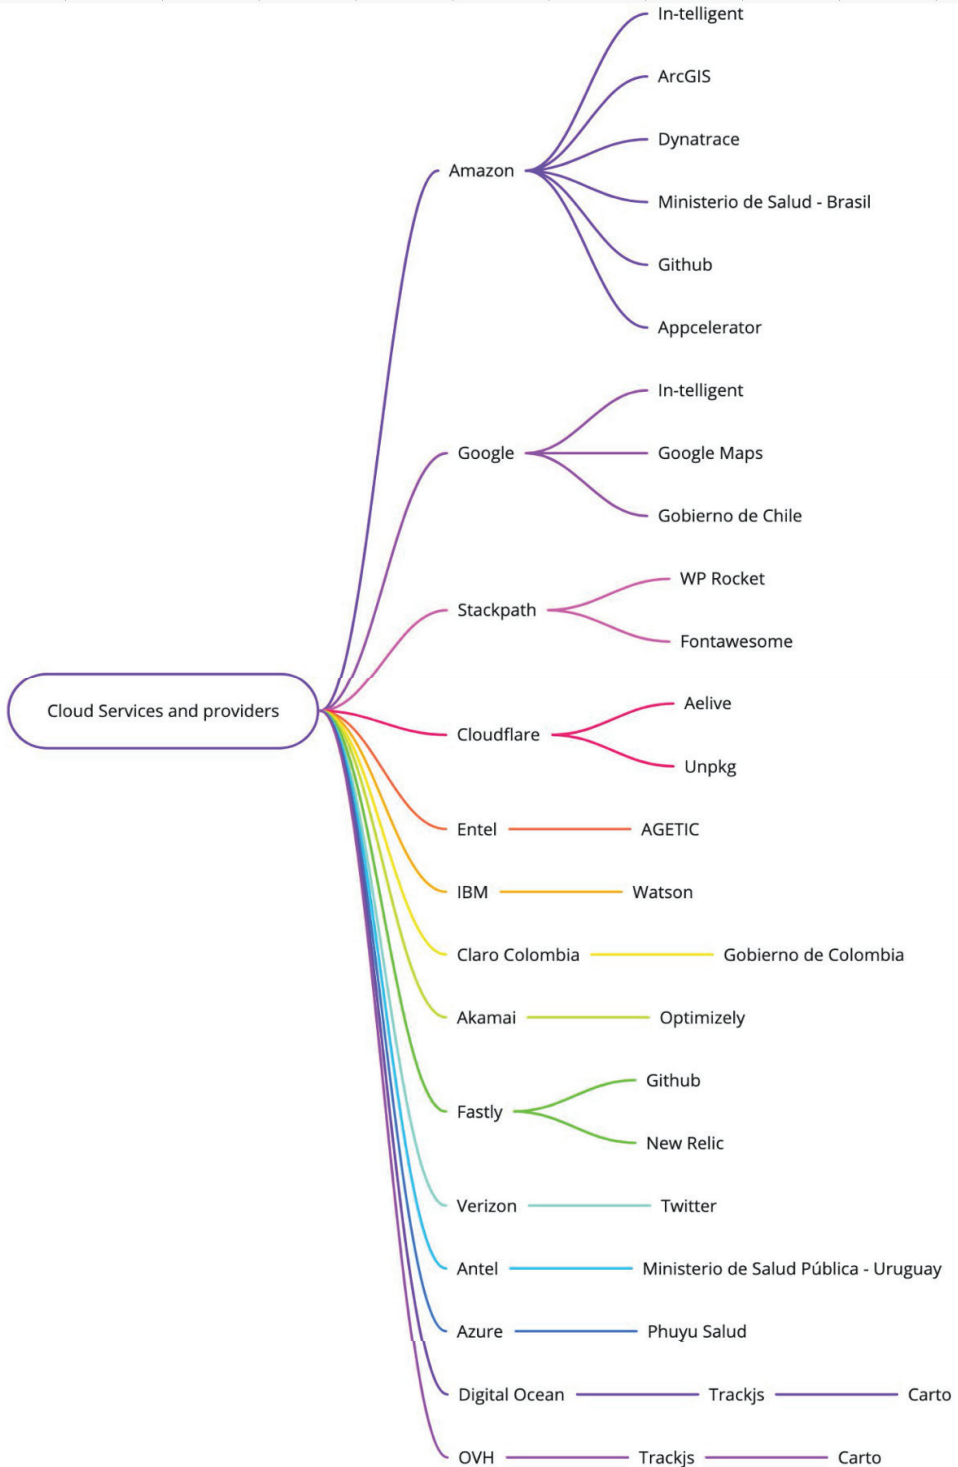 In-telligent
ArcGIS
Dynatrace
Amazon
Ministerio de Salud - Brasil
Github
Appcelerator
In-telligent
Google
Google Maps
Gobierno de Chile
WP Rocket
Stackpath
Fontawesome
Cloud Services and providers
Aelive
Cloudflare
Unpkg
Entel
AGETIC
IBM
Watson
Claro Colombia
Gobierno de Colombia
Akamai
Optimizely
Github
Fastly
New Relic
Verizon
Twitter
Antel
Ministerio de Salud Pública - Uruguay
Azure
Phuyu Salud
Digital Ocean
Trackjs
Carto
OVH
Trackjs
Carto